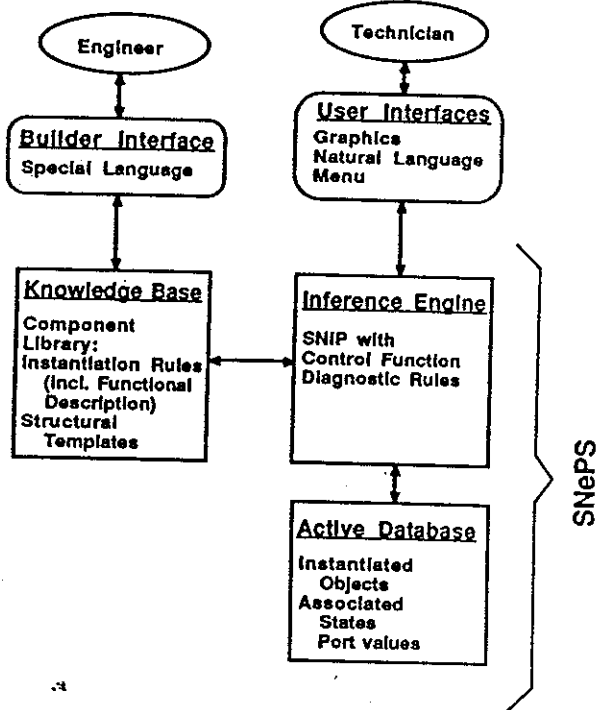 Engineer
Technician
Builder Interface
Special Language
User Interfaces
Graphics
Natural Language
Menu
Knowledge Base
Component
Library:
Instantiation Rules
(incl. Functional
Description)
Structural
Templates
Inference Engine
SNIP with
Control Function
Diagnostic Rules
Active Database
Instantiated
Objects
Associated
States
Port values
SNePS